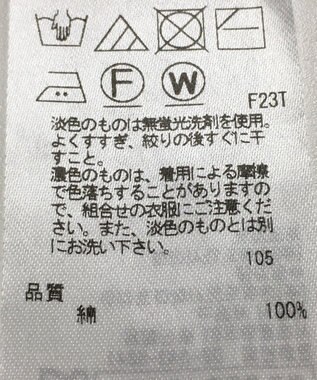 F W
F23T
淡色のものは無蛍光洗剤を使用。
よくすすぎ、絞りの後すぐに干
すこと。
濃色のものは、着用による摩擦
で色落ちすることがありますの
で、組合せの衣服にご注意くださ
い。また、淡色のものとは別
にお洗い下さい。
105
品質
綿 100%